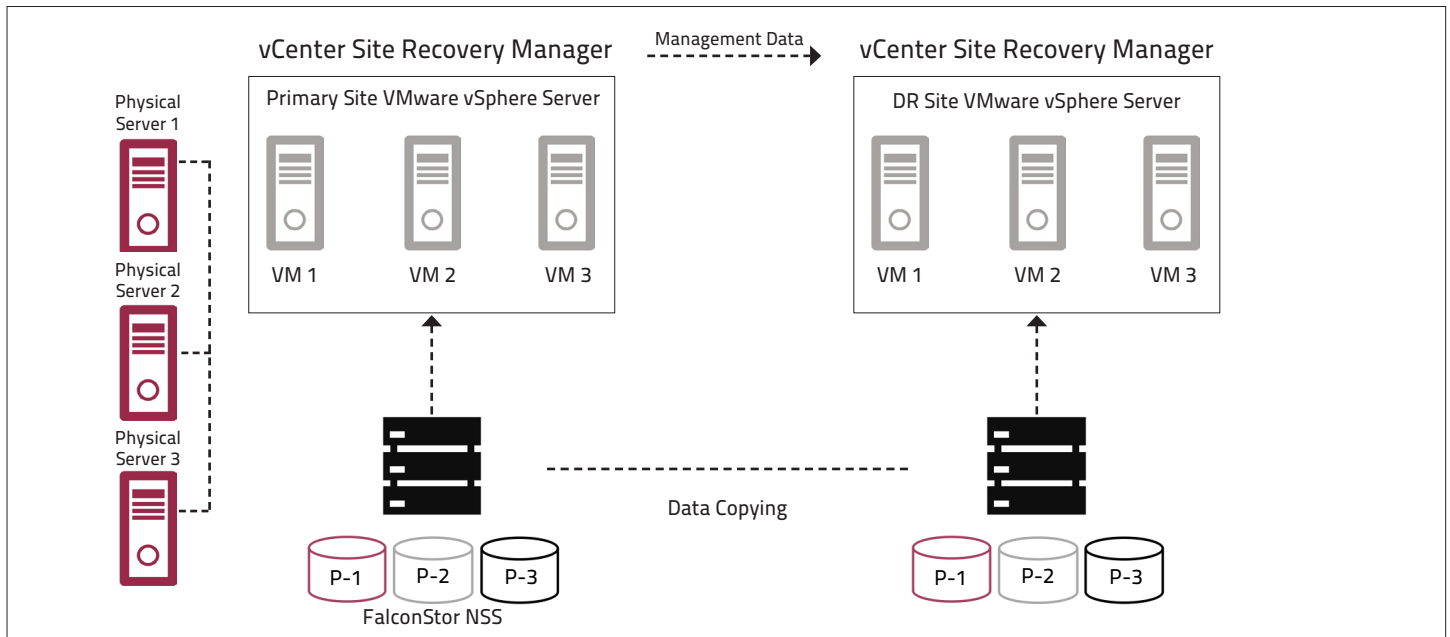 vCenter Site Recovery Manager
Management Data
vCenter Site Recovery Manager
Primary Site VMware vSphere Server
DR Site VMware vSphere Server
Physical
Server 1
Physical
Server 2
Physical
Server 3
VM 1
VM 2
VM 3
VM 1
VM 2
VM 3
Data Copying
P-1
P-2
P-3
FalconStor NSS
P-1
P-2
P-3